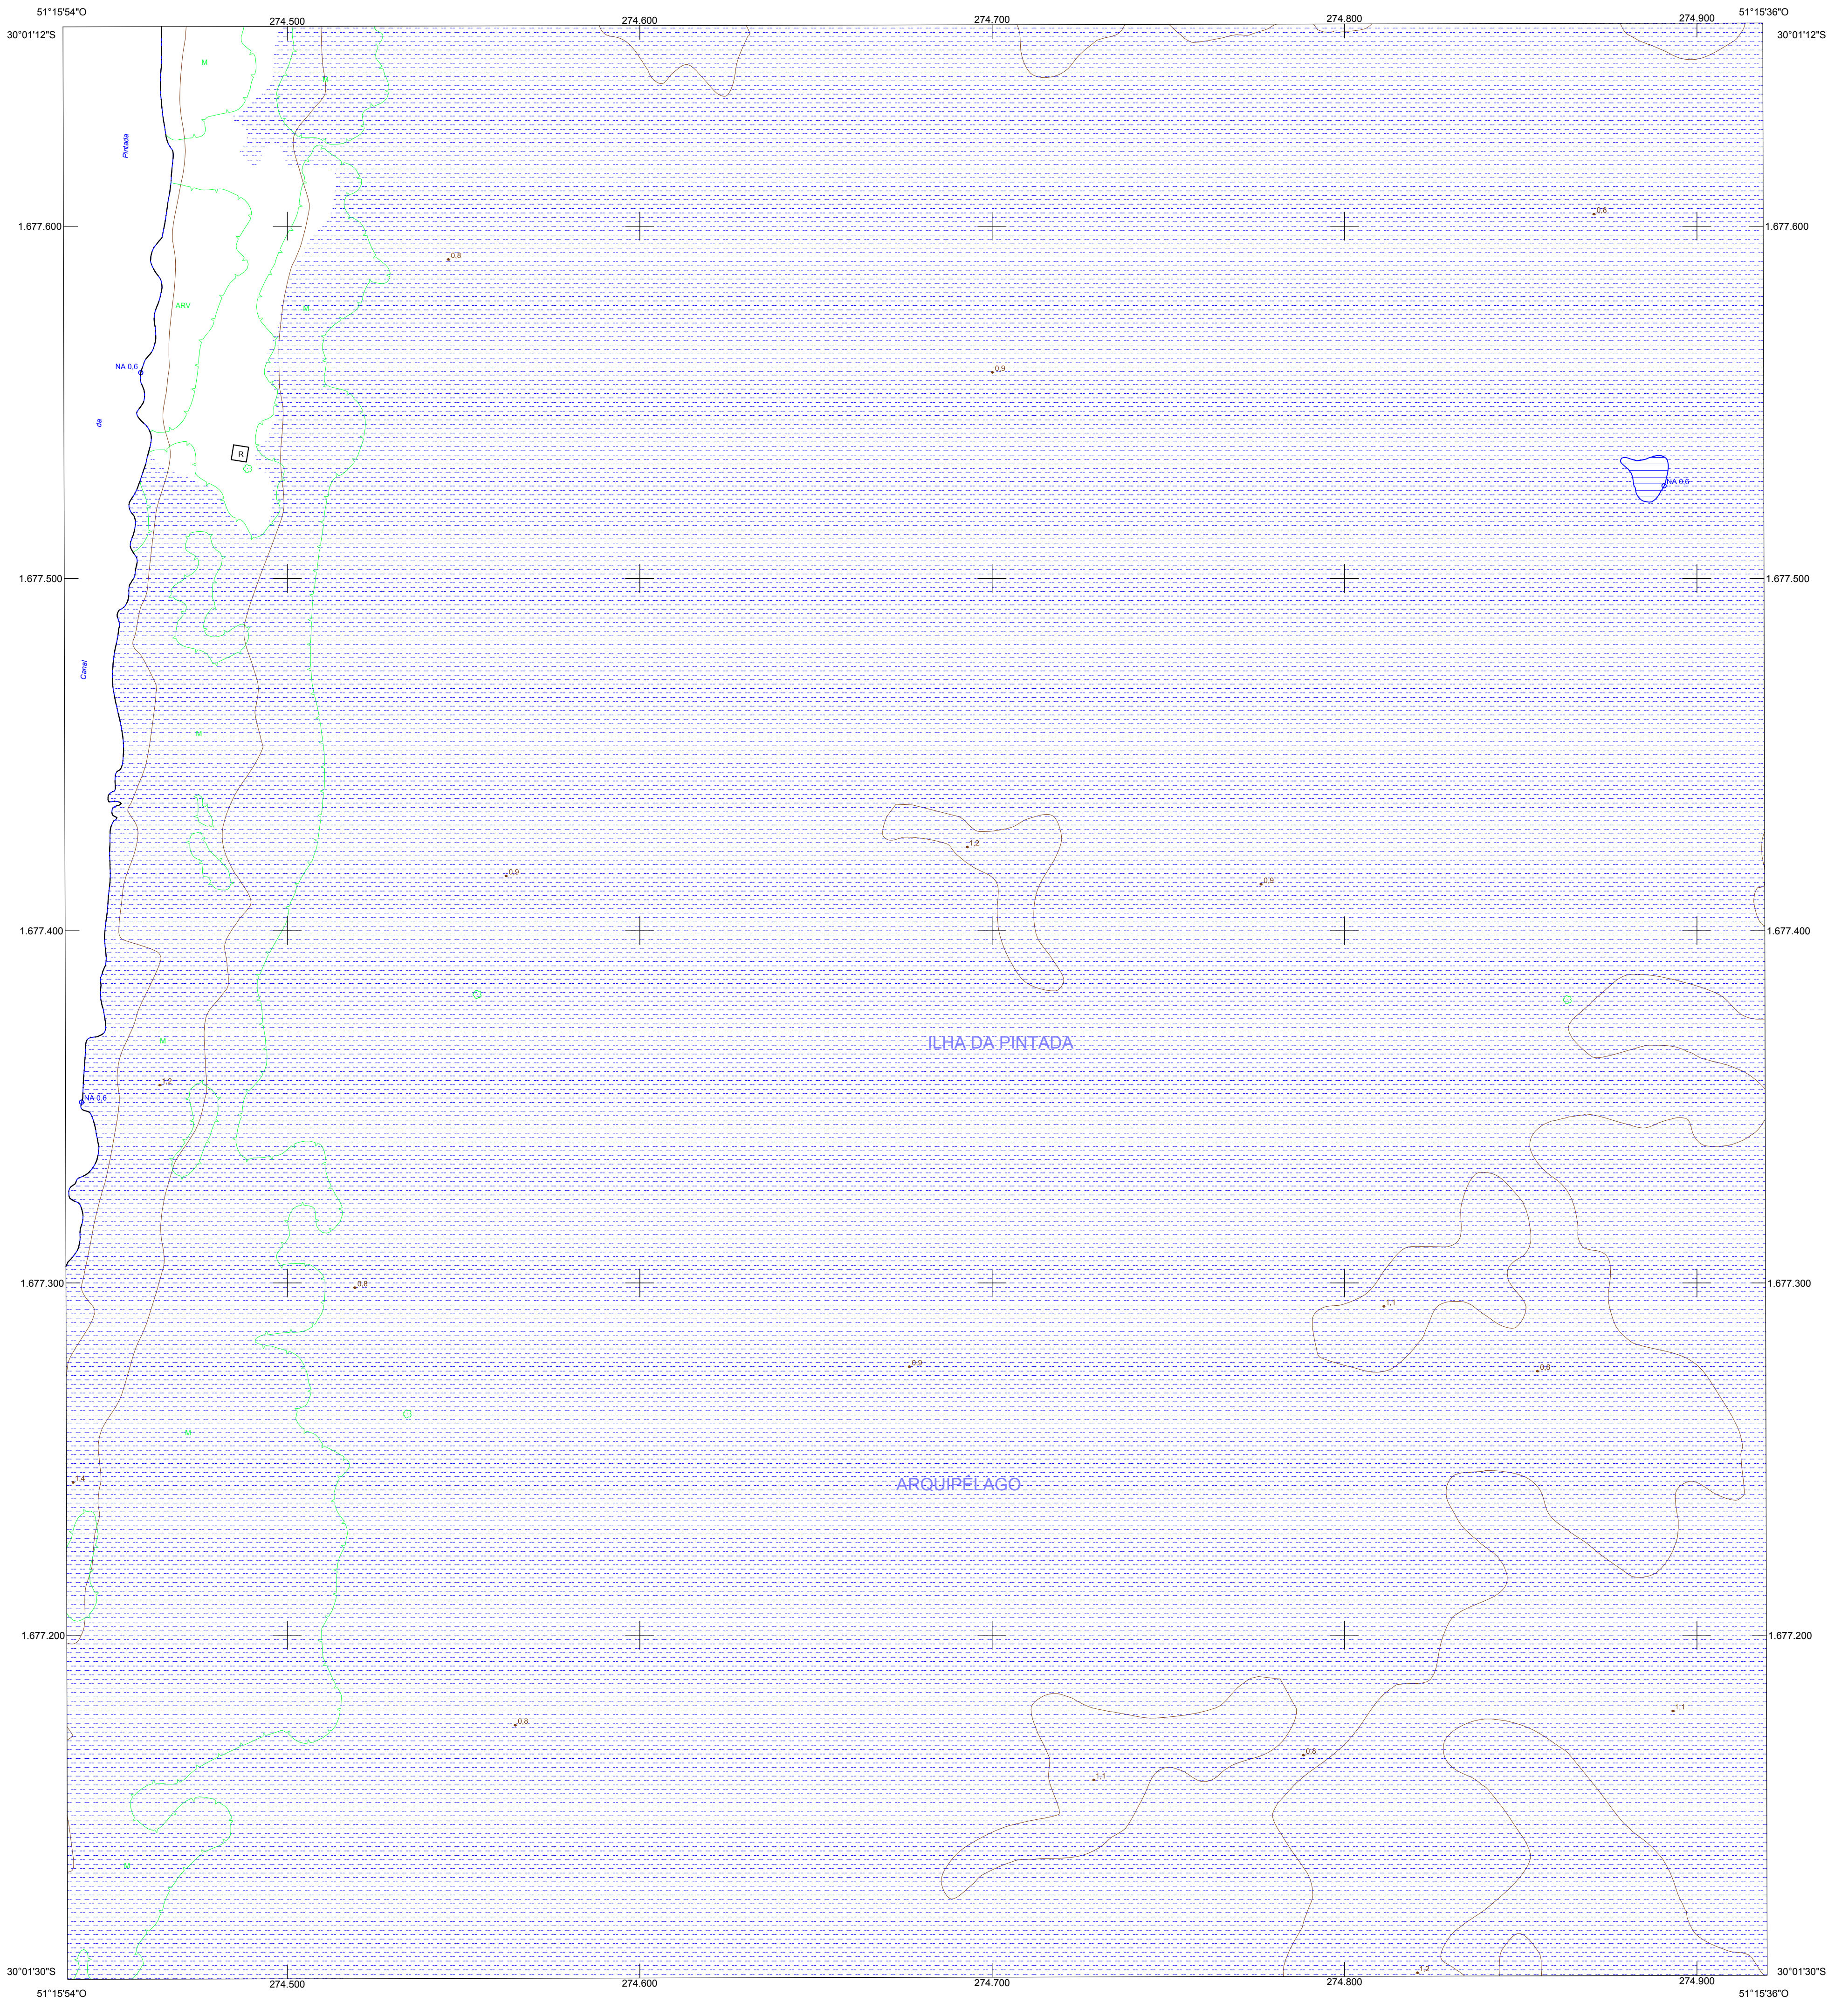 51°15'54"O
274.500
274.600
274.700
274.800
274.900
51°15'36"O
30°01'12"S
30°01'12"S
M
M
Pintada
0,8
1.677.600
1.677.600
0,8
ARV
M
NA 0,6
0,9
da
R
NA 0,6
1.677.500
1.677.500
Canal
M
1,2
0,9
0,9
1.677.400
1.677.400
M
ILHA DA PINTADA
1,2
NA 0,6
1.677.300
1.677.300
0,8
1,1
0,9
0,8
M
1,4
ARQUIPÉLAGO
1.677.200
1.677.200
1,1
0,8
0,8
1,1
M
30°01'30"S
1,2
30°01'30"S
274.500
274.600
274.700
274.800
274.900
51°15'54"O
51°15'36"O